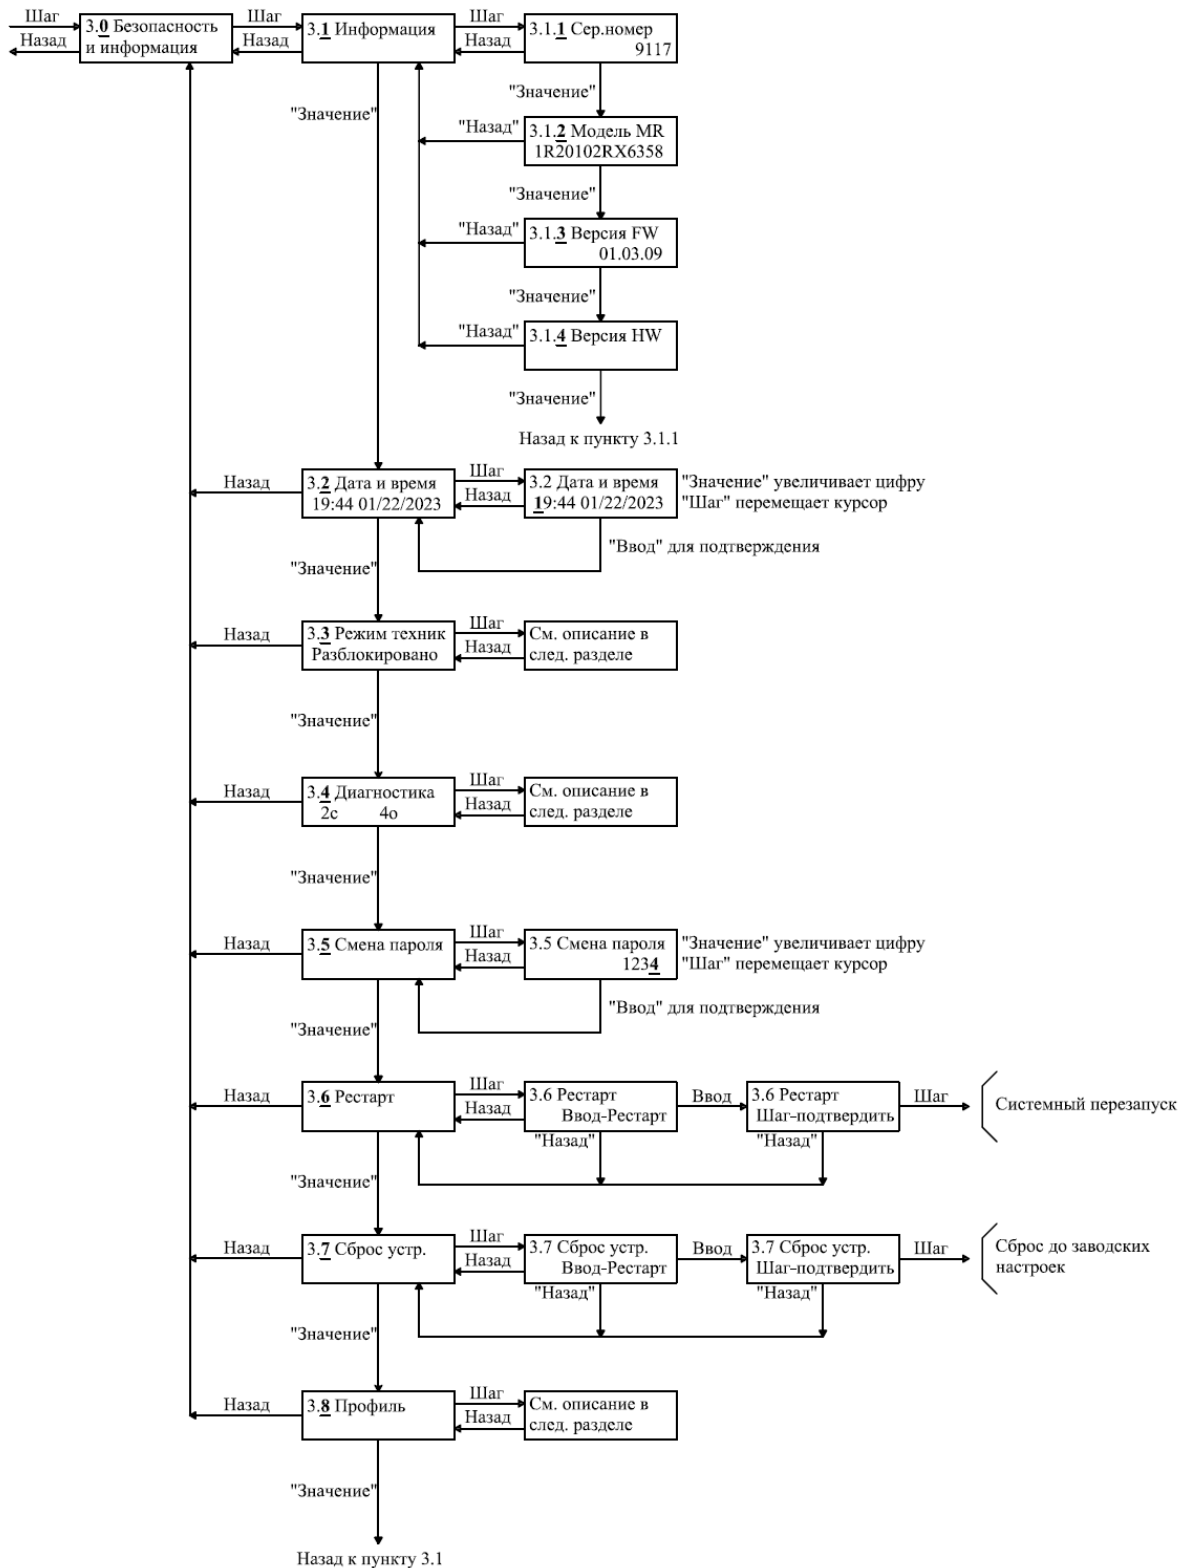 Шаг
Назад
3.0 Безопасность
и информация
Шаг
Назад
3.1 Информация
Шаг
Назад
3.1.1 Сер.номер
9117
"Значение"
"Значение"
"Назад"
3.1.2 Модель MR
1R20102RX6358
"Значение"
"Назад"
3.1.3 Версия FW
01.03.09
"Значение"
"Назад"
3.1.4 Версия HW
"Значение"
Назад к пункту 3.1.1
Назад
3.2 Дата и время
19:44 01/22/2023
Шаг
Назад
3.2 Дата и время
19:44 01/22/2023
"Значение" увеличивает цифру
"Шаг" перемещает курсор
"Ввод" для подтверждения
"Значение"
Назад
3.3 Режим техник
Разблокировано
Шаг
Назад
См. описание в
след. разделе
"Значение"
Назад
3.4 Диагностика
2с 4о
Шаг
Назад
См. описание в
след. разделе
"Значение"
Назад
3.5 Смена пароля
Шаг
Назад
3.5 Смена пароля
1234
"Значение" увеличивает цифру
"Шаг" перемещает курсор
"Ввод" для подтверждения
"Значение"
Назад
3.6 Рестарт
Шаг
Назад
3.6 Рестарт
Ввод-Рестарт
Ввод
3.6 Рестарт
Шаг-подтвердить
Шаг
Системный перезапуск
"Назад"
"Назад"
"Значение"
Назад
3.7 Сброс устр.
Шаг
Назад
3.7 Сброс устр.
Ввод-Рестарт
Ввод
3.7 Сброс устр.
Шаг-подтвердить
Шаг
Сброс до заводских
настроек
"Назад"
"Назад"
"Значение"
Назад
3.8 Профиль
Шаг
Назад
См. описание в
след. разделе
"Значение"
Назад к пункту 3.1